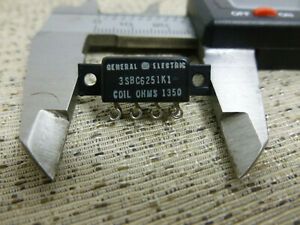 GENERAL ELECTRIC
3SBC6251K1
COIL OHMS 1350